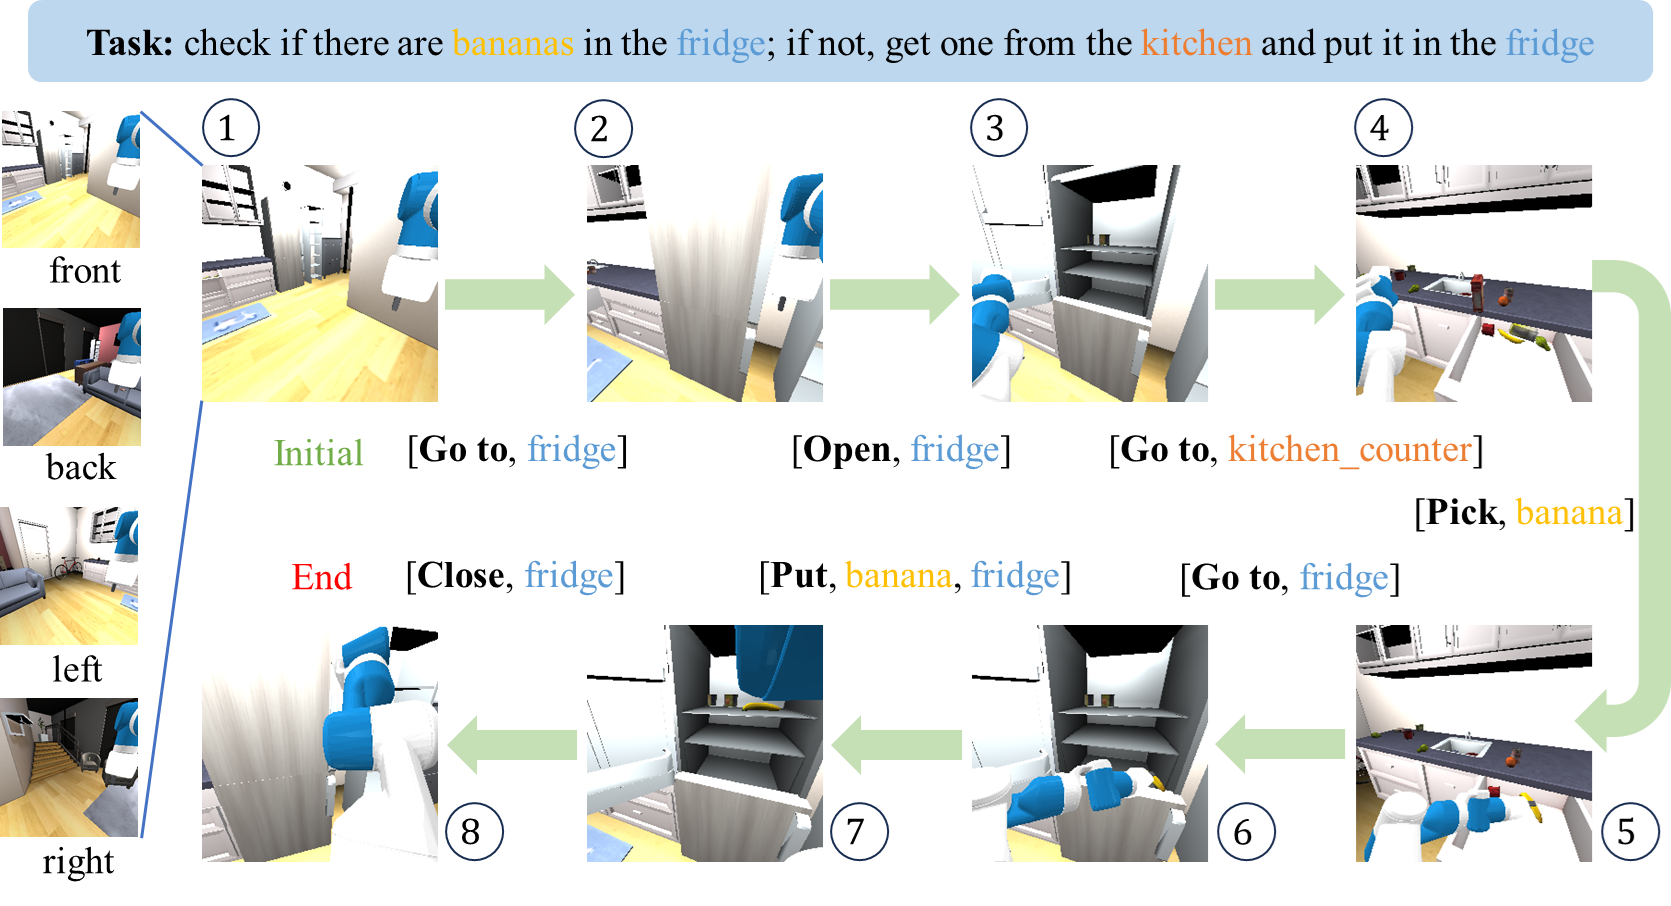 Task: check if there are bananas in the fridge; if not, get one from the kitchen and put it in the fridge
front
back
left
right
1
2
3
4
Initial
[Go to, fridge]
[Open, fridge]
[Go to, kitchen_counter]
[Pick, banana]
End
[Close, fridge]
[Put, banana, fridge]
[Go to, fridge]
8
7
6
5